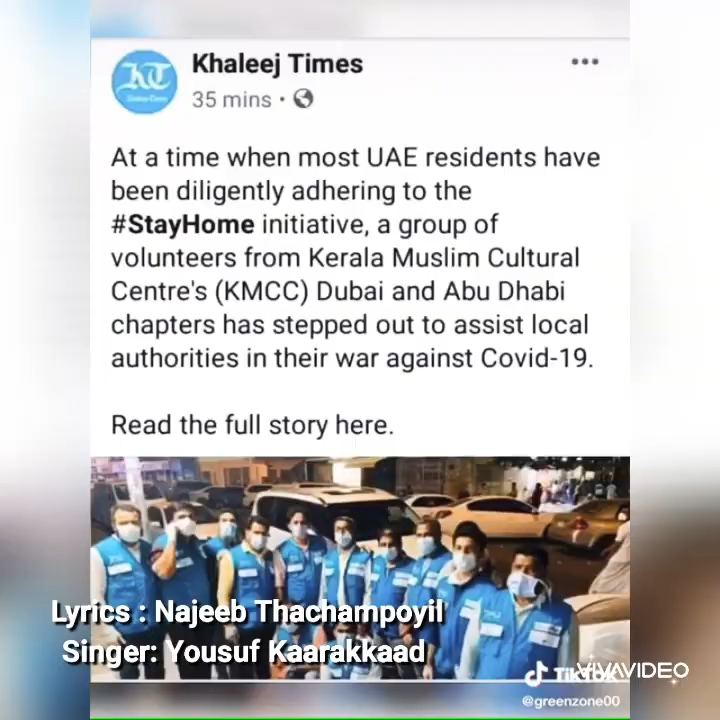 KT
Khaleej Times
Khaleej Times
35 mins •
At a time when most UAE residents have
been diligently adhering to the
#StayHome initiative, a group of
volunteers from Kerala Muslim Cultural
Centre's (KMCC) Dubai and Abu Dhabi
chapters has stepped out to assist local
authorities in their war against Covid-19.
Read the full story here.
Lyrics : Najeeb Thachampoyil
Singer: Yousuf Kaarakkaad
TikTok
VIVAVIDEO
@greenzone00